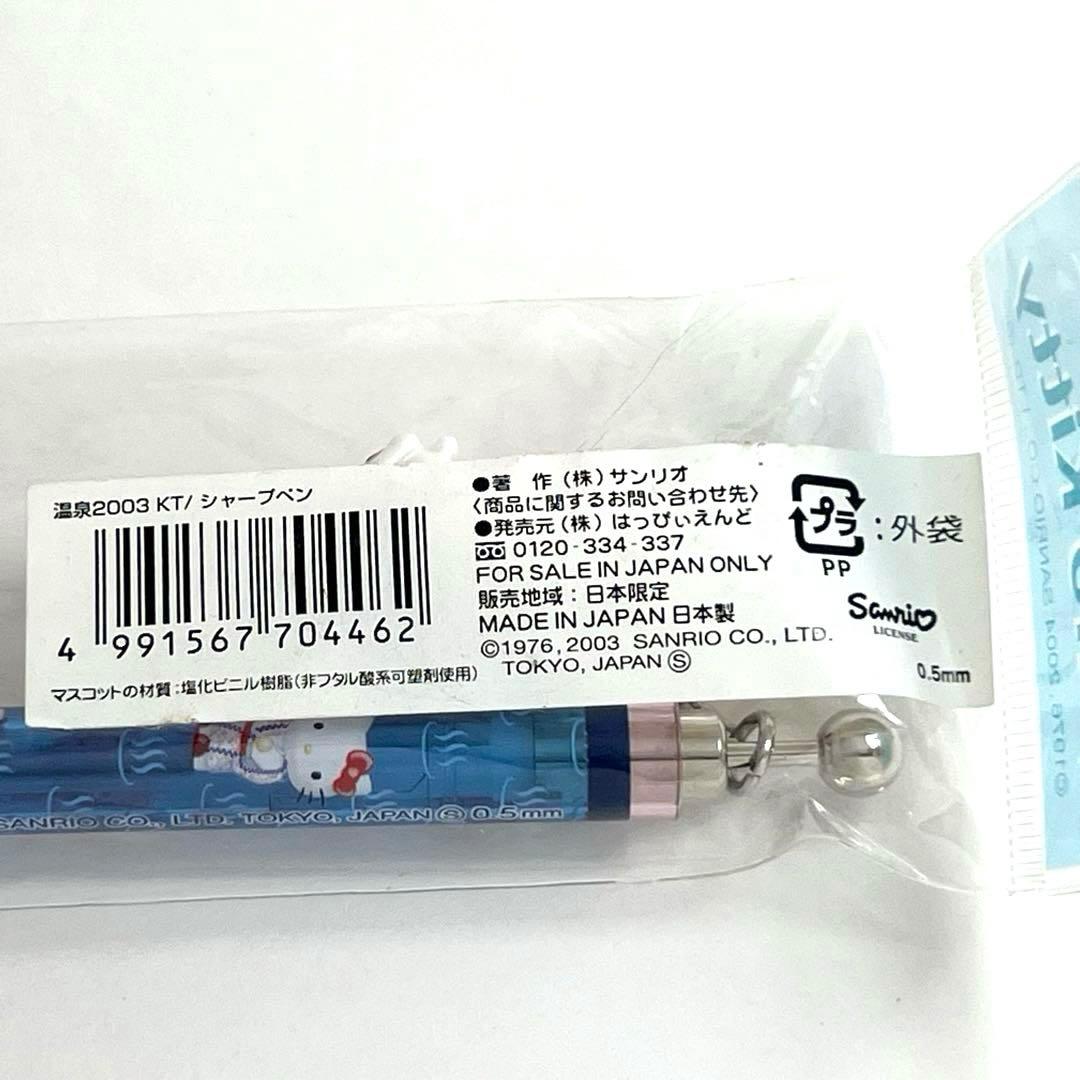 温泉2003 KT/ シャープペン
4 991567 704462
マスコットの材質:塩化ビニル樹脂(非フタル酸系可塑剤使用)
●著 作(株)サンリオ
〈商品に関するお問い合わせ先〉
●発売元(株)はっぴぃえんど
0120-334-337
FOR SALE IN JAPAN ONLY
販売地域:日本限定
MADE IN JAPAN 日本製
©1976, 2003 SANRIO CO., LTD.
TOKYO, JAPAN Ⓢ
プラ
PP
:外袋
Sanrio
LICENSE
0.5mm
SANRIO CO., LTD. TOKYO, JAPAN Ⓢ 0.5mm